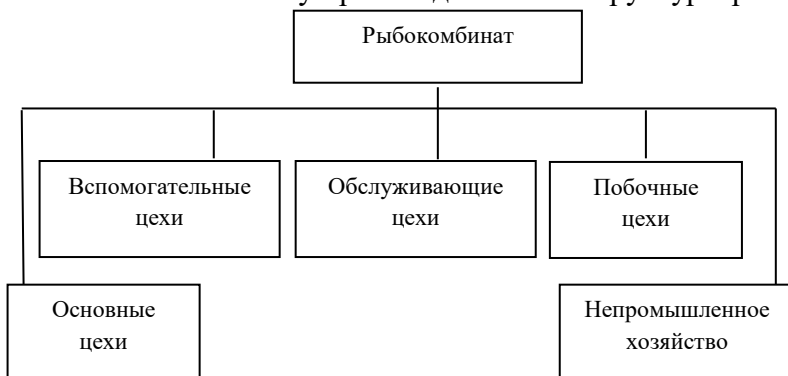 Рыбокомбинат
Вспомогательные
цехи
Обслуживающие
цехи
Побочные
цехи
Основные
цехи
Непромышленное
хозяйство